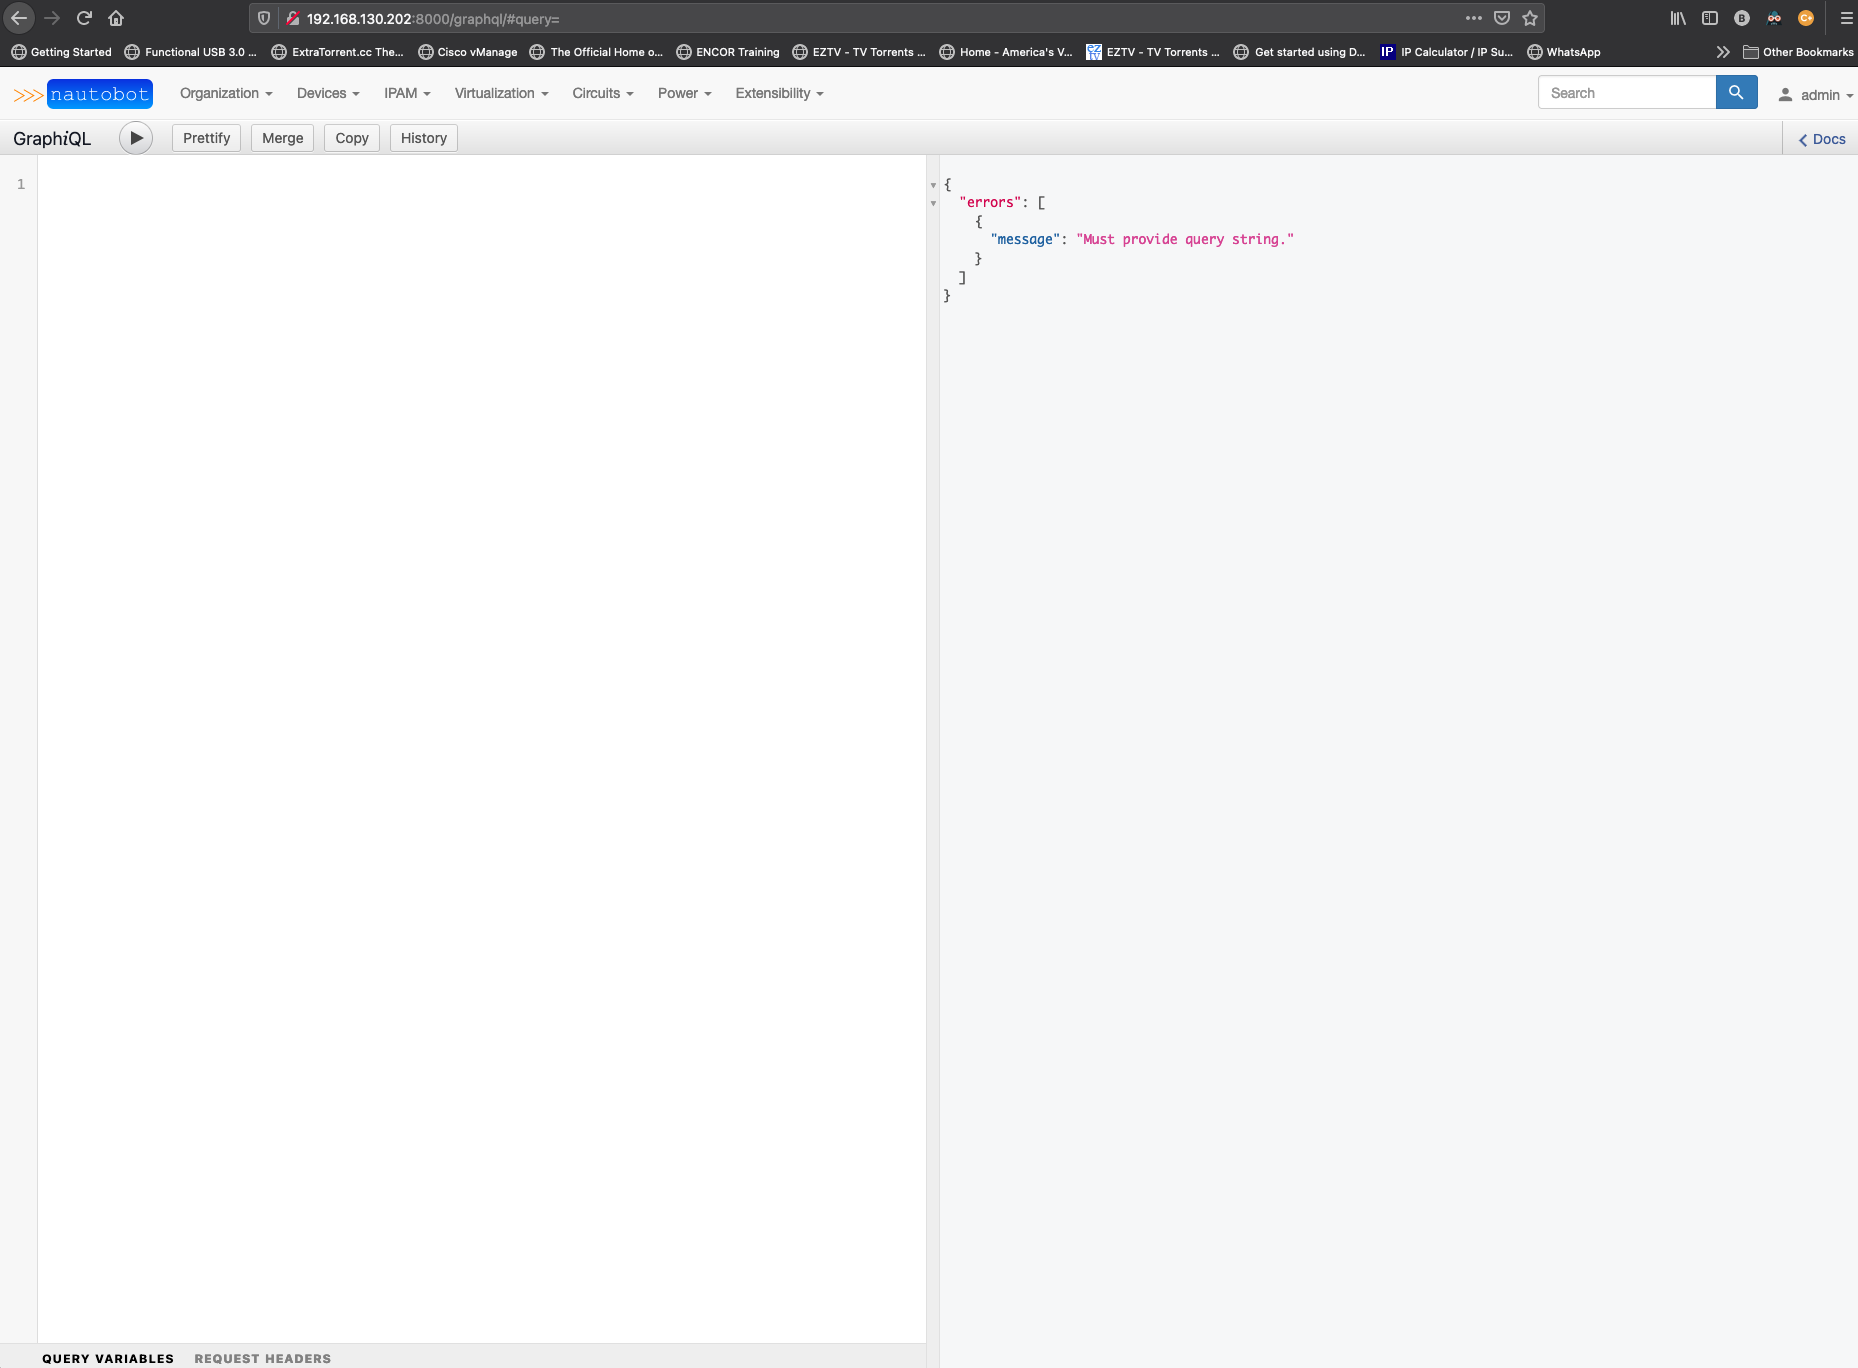 192.168.130.202:8000/graphql/#query=
Getting Started Functional USB 3.0 ... ExtraTorrent.cc The... Cisco vManage The Official Home o... ENCOR Training EZTV - TV Torrents ... Home - America's V... EZTV - TV Torrents ... Get started using D... IP IP Calculator / IP Su... WhatsApp Other Bookmarks
>>> nautobot Organization Devices IPAM Virtualization Circuits Power Extensibility Search admin
GraphiQL Prettify Merge Copy History Docs
1
{
"errors": [
{
"message": "Must provide query string."
}
]
}
QUERY VARIABLES REQUEST HEADERS